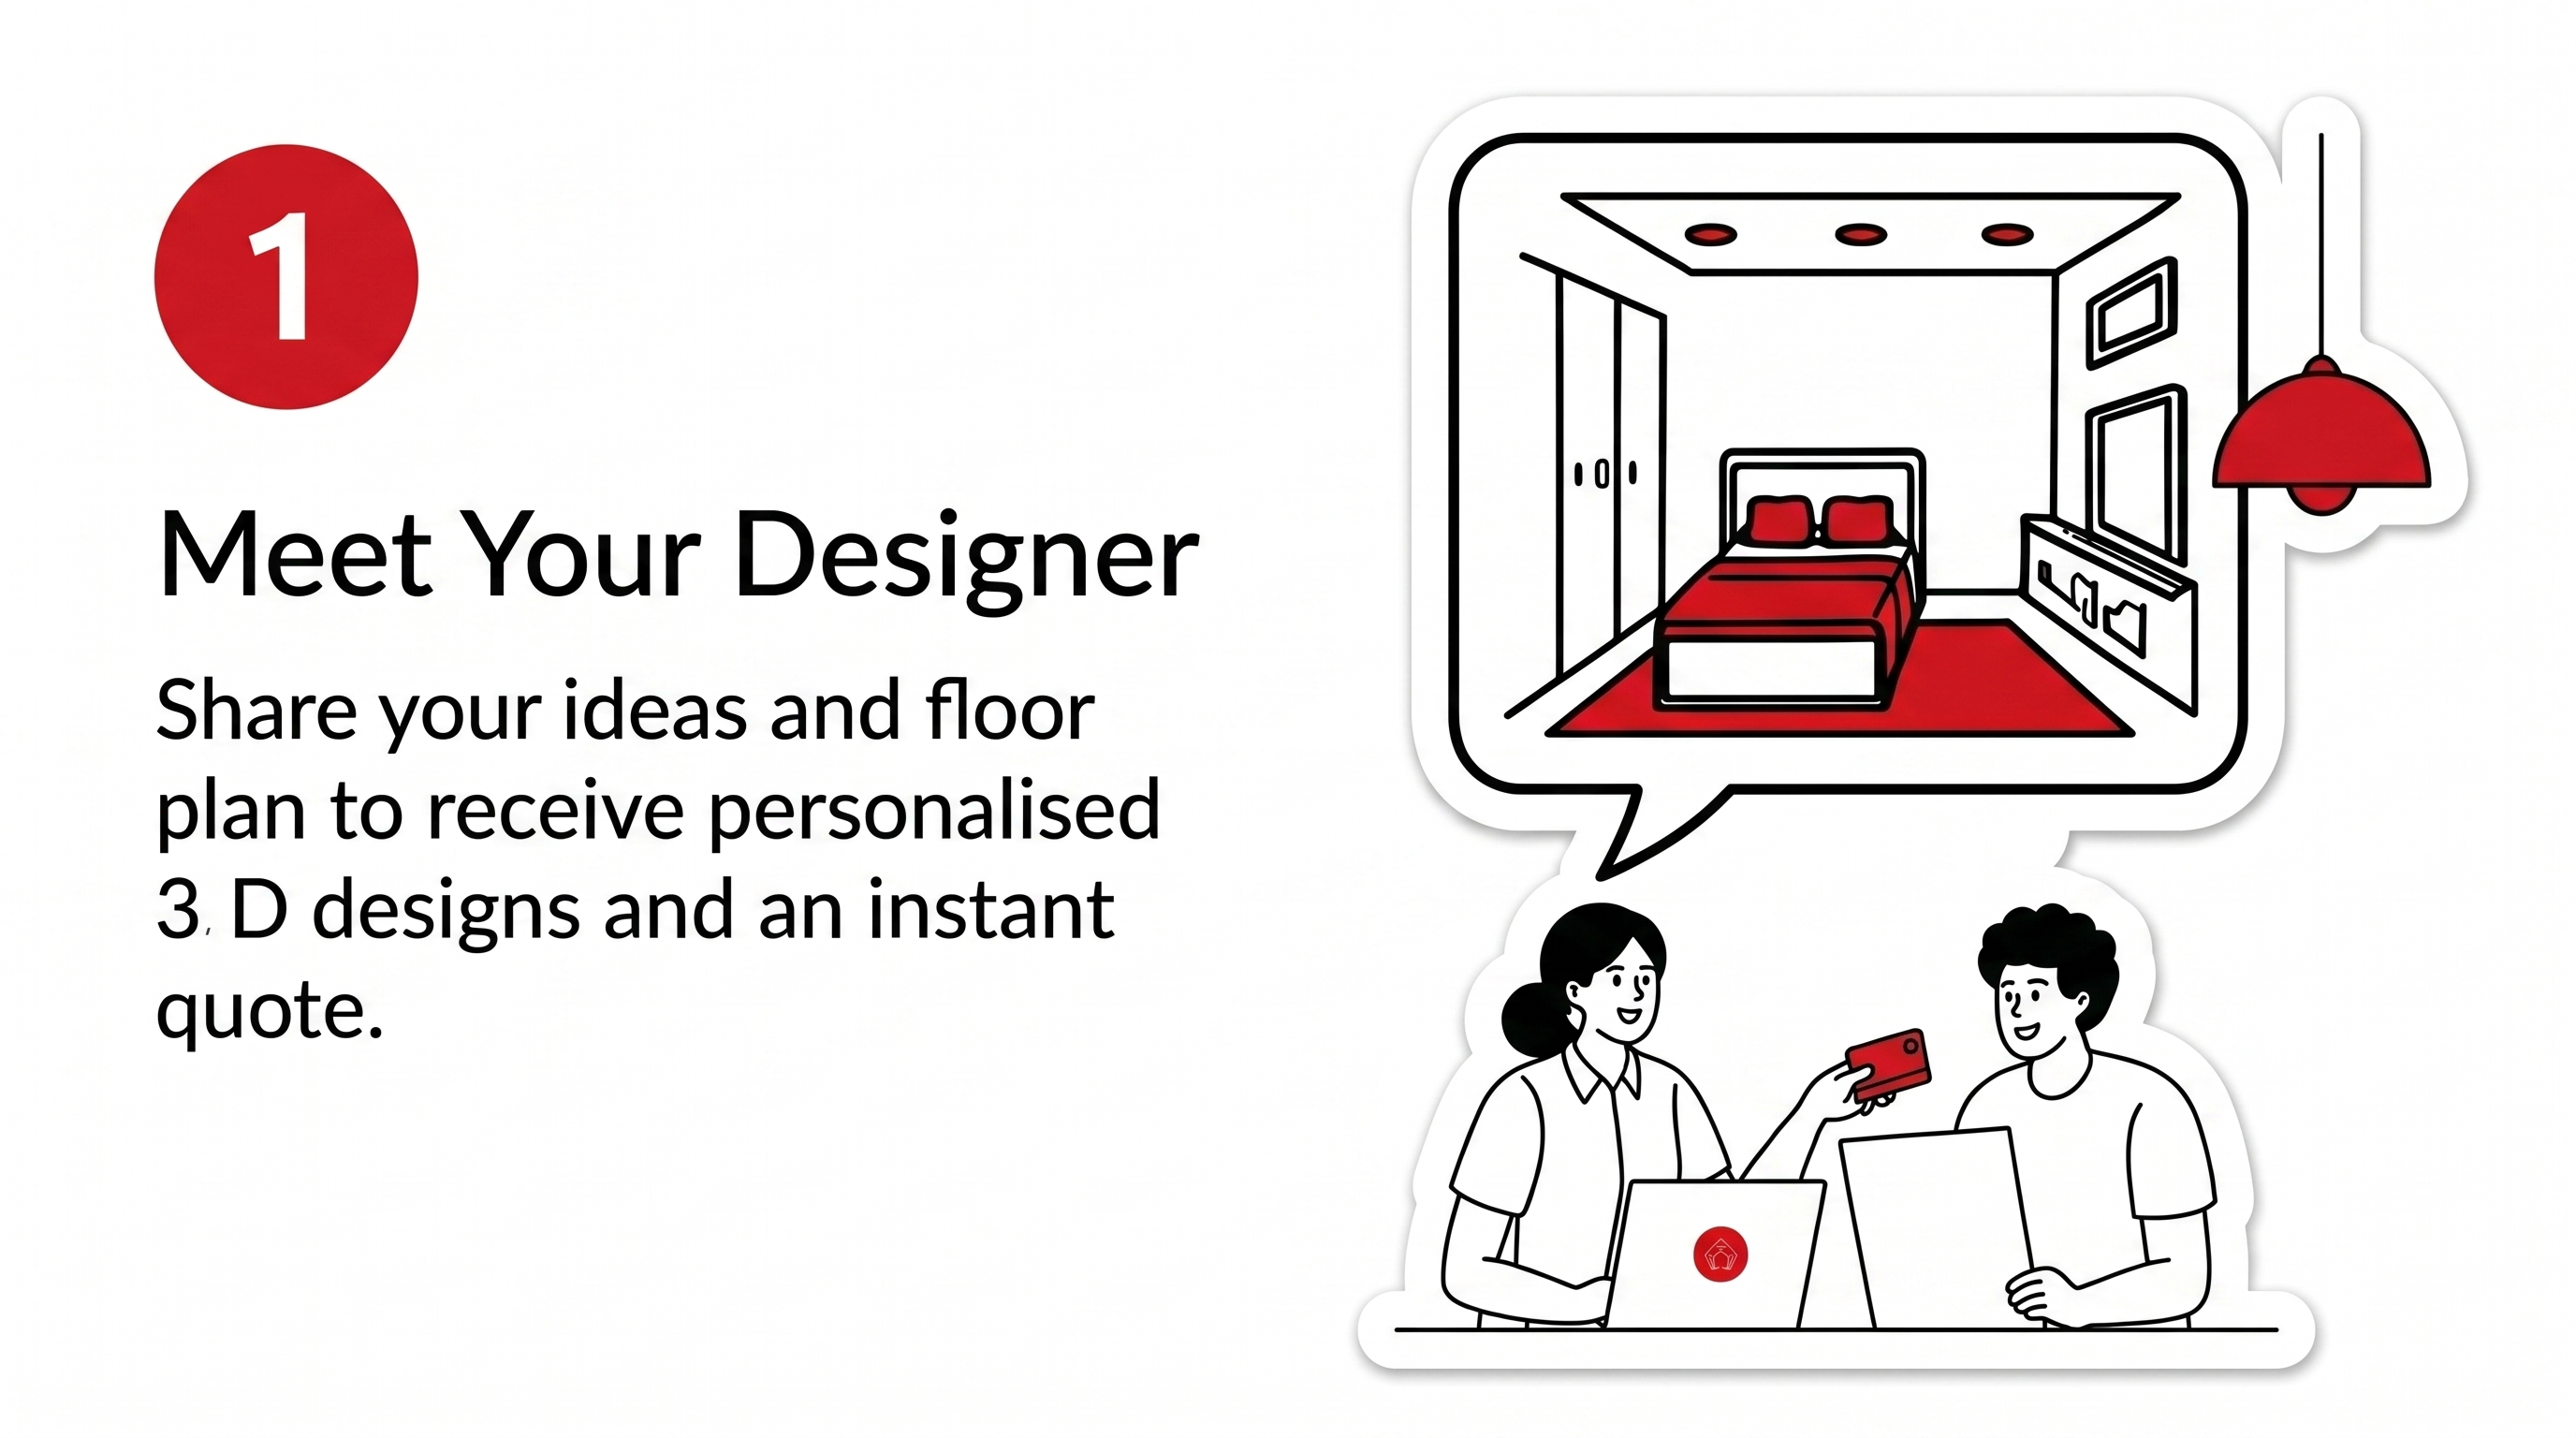 1
Meet Your Designer
Share your ideas and floor
plan to receive personalised
3, D designs and an instant
quote.